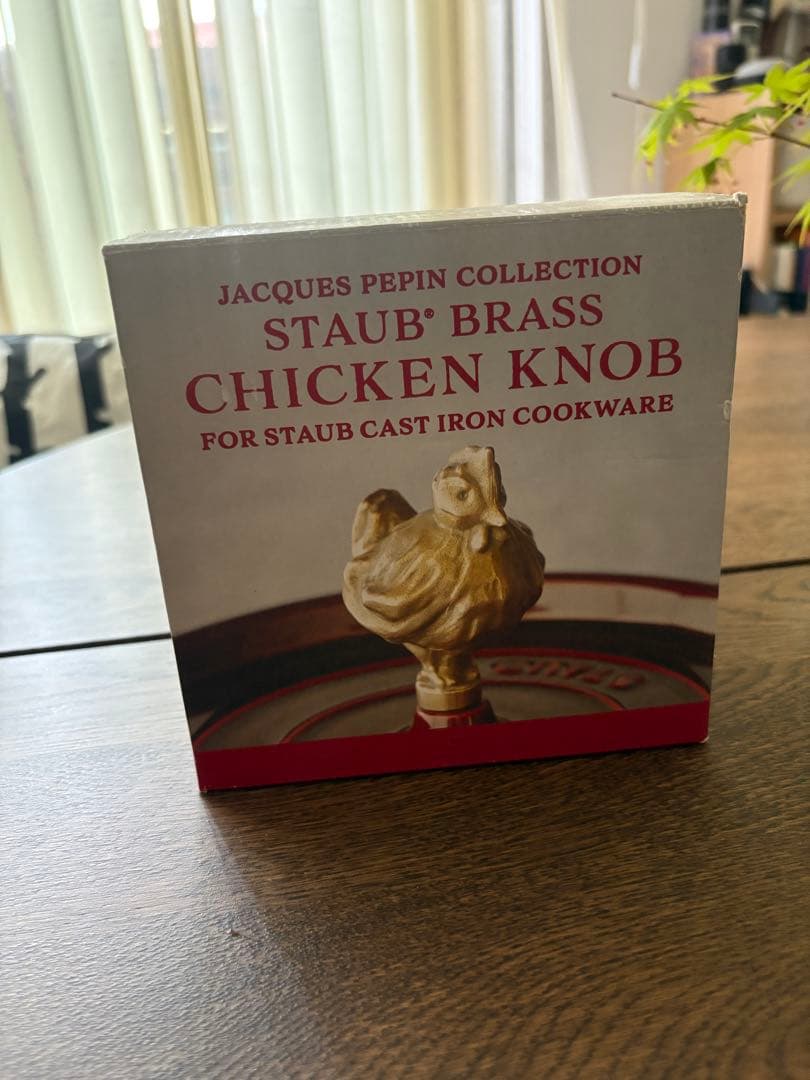 JACQUES PEPIN COLLECTION
STAUB® BRASS
CHICKEN KNOB
FOR STAUB CAST IRON COOKWARE